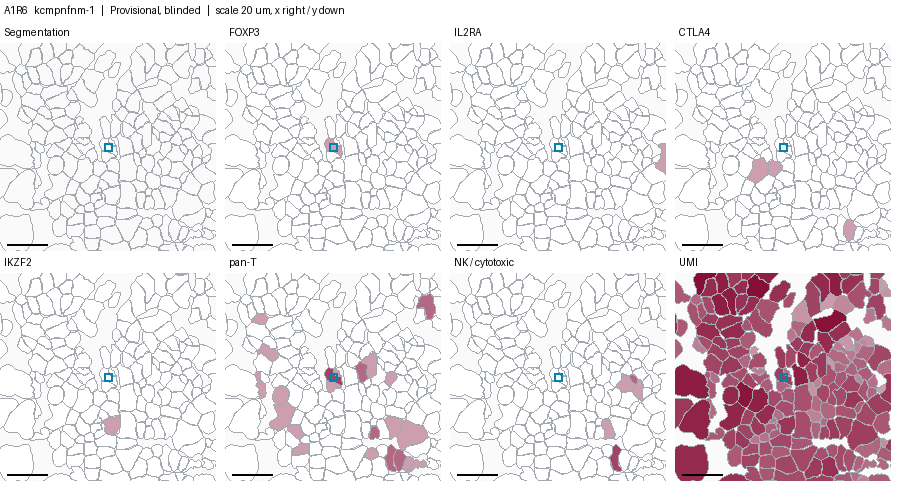 A1R6 kcmpnfnm-1 | Provisional, blinded | scale 20 um, x right / y down
Segmentation FOXP3 IL2RA CTLA4
IKZF2 pan-T NK / cytotoxic UMI